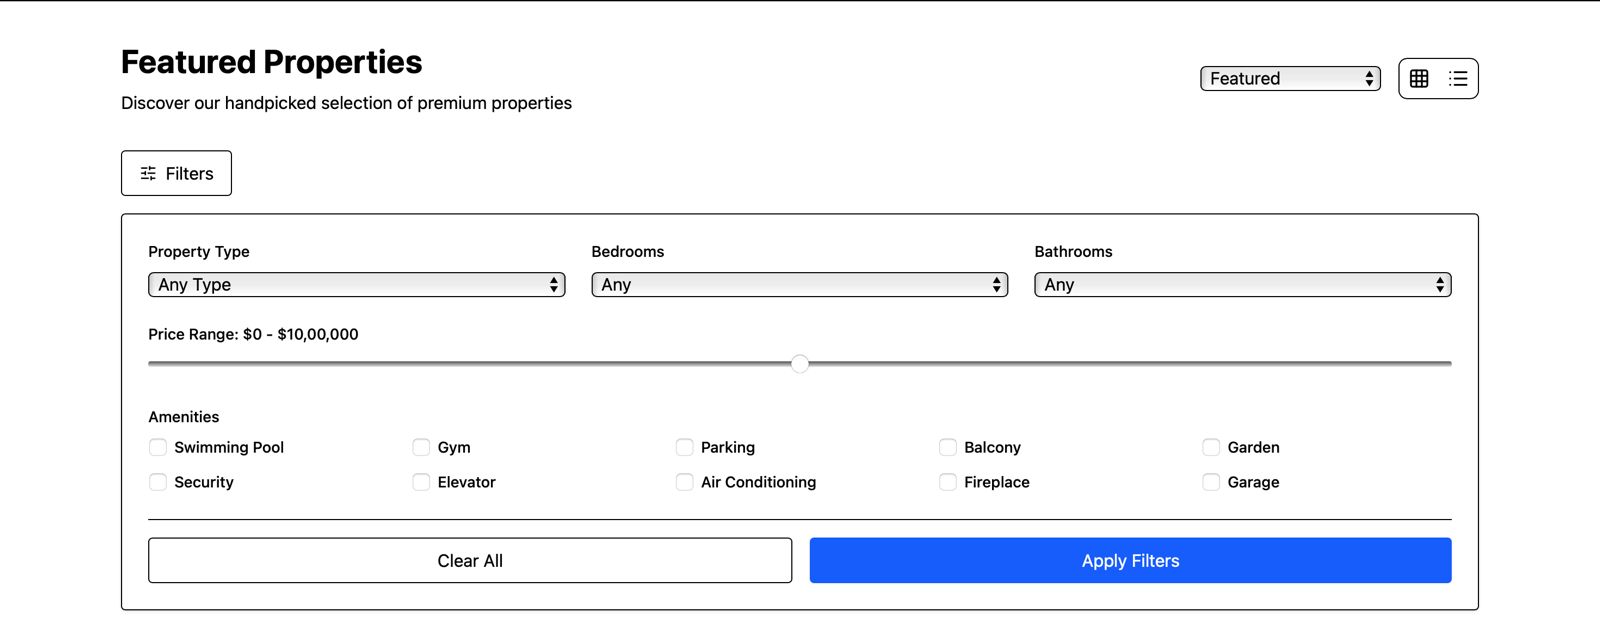 Featured Properties
Discover our handpicked selection of premium properties
Featured
Filters
Property Type
Any Type
Bedrooms
Any
Bathrooms
Any
Price Range: $0 - $10,00,000
Amenities
Swimming Pool
Gym
Parking
Balcony
Garden
Security
Elevator
Air Conditioning
Fireplace
Garage
Clear All
Apply Filters